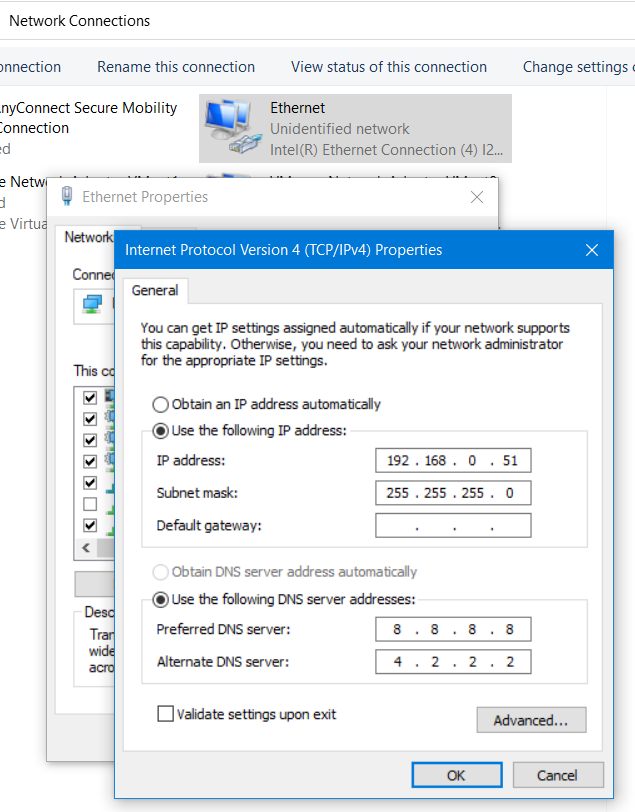 Network Connections
onnection Rename this connection View status of this connection Change settings o
nyConnect Secure Mobility
Connection
ed
Ethernet
Unidentified network
Intel(R) Ethernet Connection (4) I2...
e Netw
d
e Virtua
Ethernet Properties
Network
Internet Protocol Version 4 (TCP/IPv4) Properties
General
Connec
You can get IP settings assigned automatically if your network supports
this capability. Otherwise, you need to ask your network administrator
for the appropriate IP settings.
This co
Obtain an IP address automatically
Use the following IP address:
IP address: 192 . 168 . 0 . 51
Subnet mask: 255 . 255 . 255 . 0
Default gateway: . . .
Obtain DNS server address automatically
Use the following DNS server addresses:
Preferred DNS server: 8 . 8 . 8 . 8
Alternate DNS server: 4 . 2 . 2 . 2
Desc
Tran
wide
acro
Validate settings upon exit
Advanced...
OK Cancel